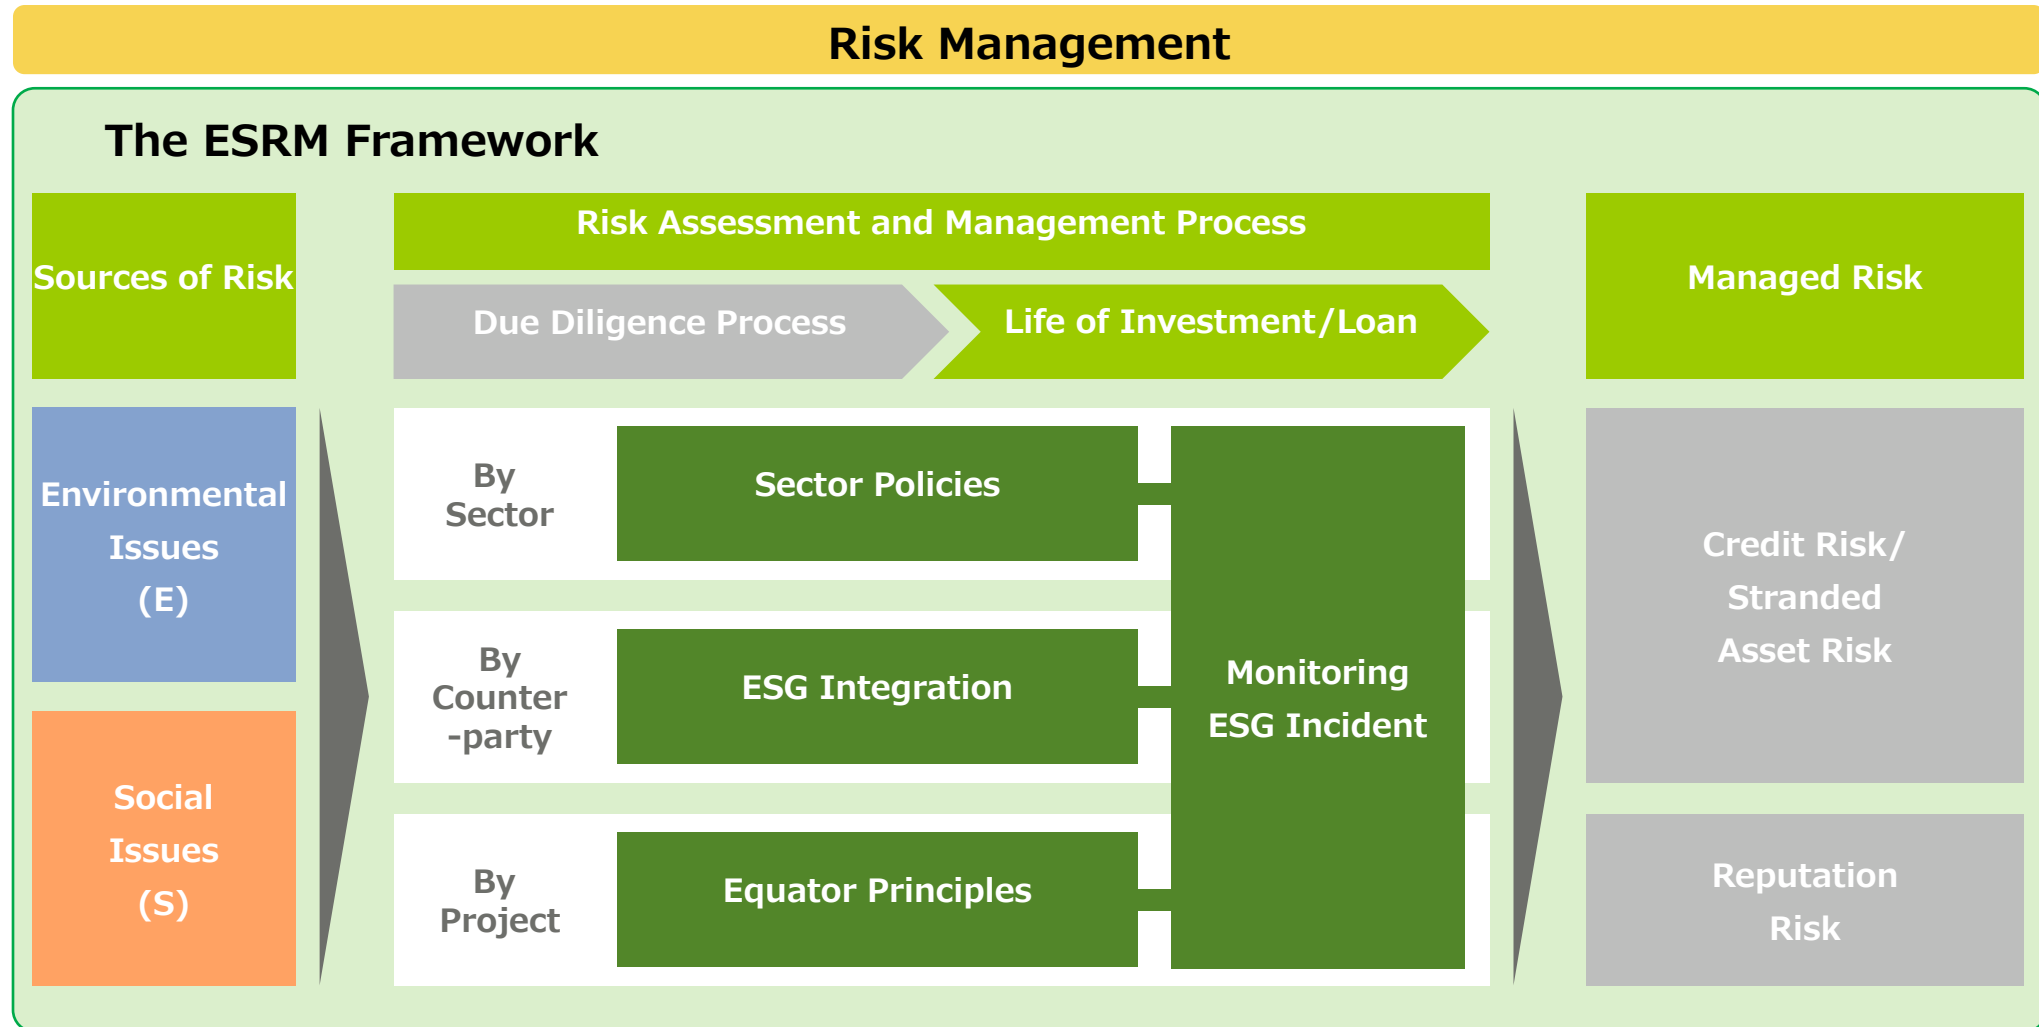 Risk Management
The ESRM Framework
Sources of Risk
Risk Assessment and Management Process
Due Diligence Process
Life of Investment/Loan
Managed Risk
Environmental
Issues
(E)
Social
Issues
(S)
By
Sector
Sector Policies
By
Counter
-party
ESG Integration
By
Project
Equator Principles
Monitoring
ESG Incident
Credit Risk/
Stranded
Asset Risk
Reputation
Risk